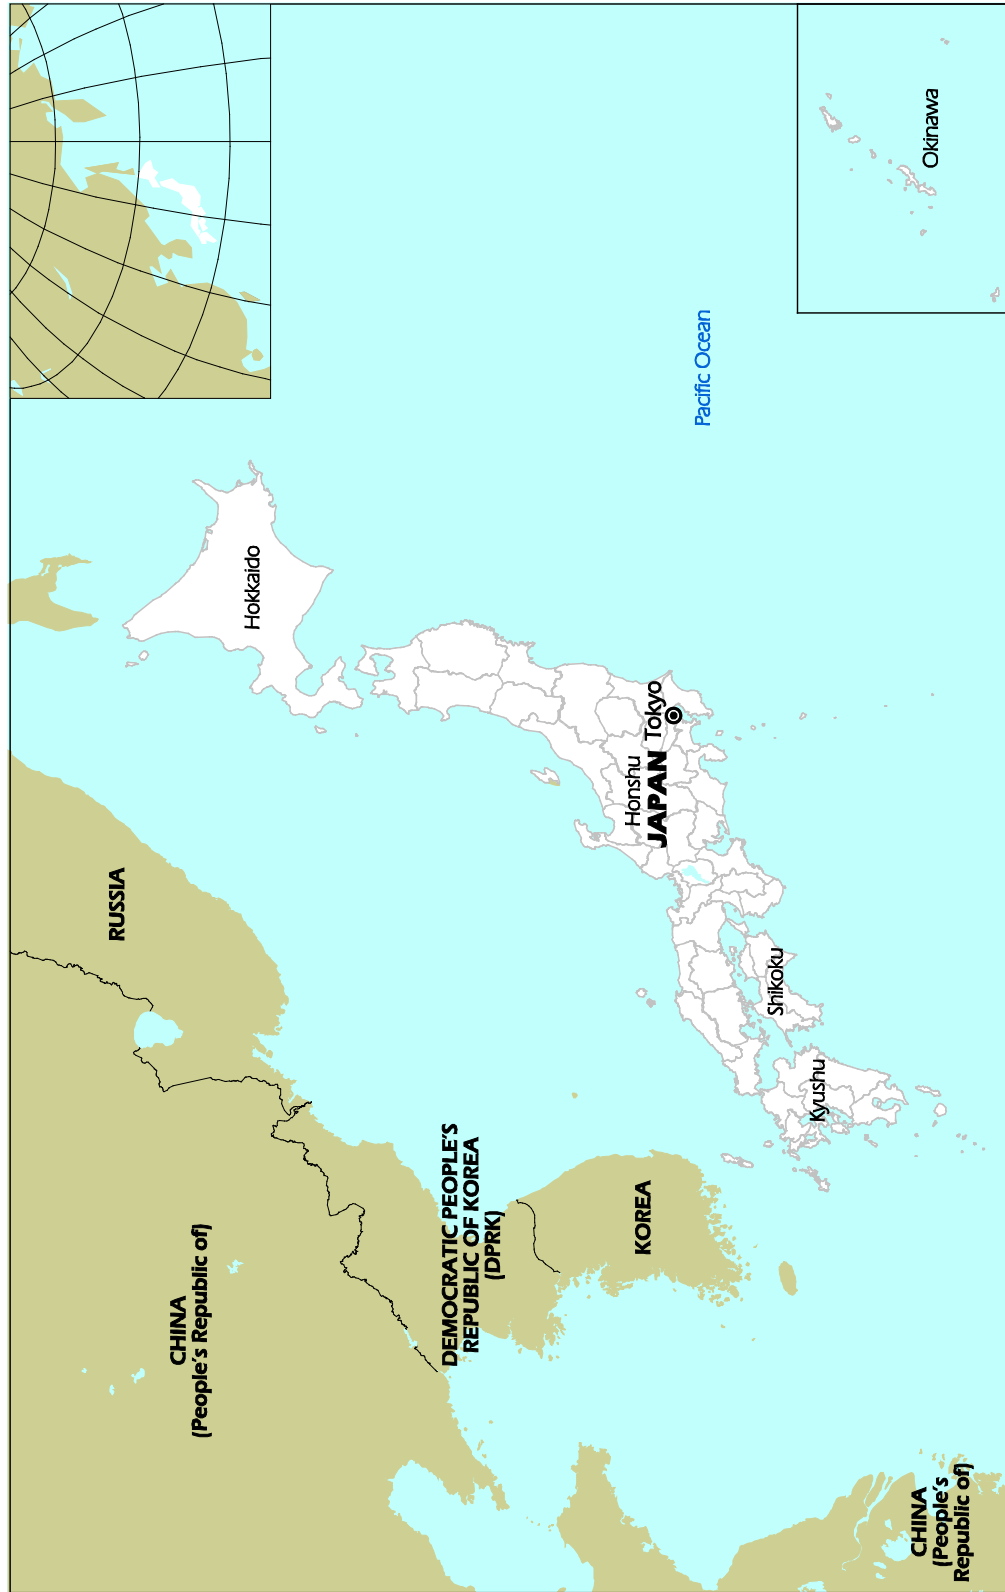 RUSSIA
CHINA
(People's Republic of)
DEMOCRATIC PEOPLE'S
REPUBLIC OF KOREA
(DPRK)
KOREA
Hokkaido
Honshu
JAPAN
Tokyo
Shikoku
Kyushu
Pacific Ocean
Okinawa
CHINA
(People's
Republic of)